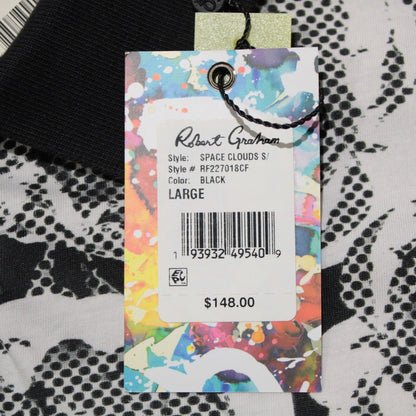 Robert Graham
Style: SPACE CLOUDS S/
Style # RF227018CF
Color: BLACK
LARGE
1 93932 49540 9
$148.00